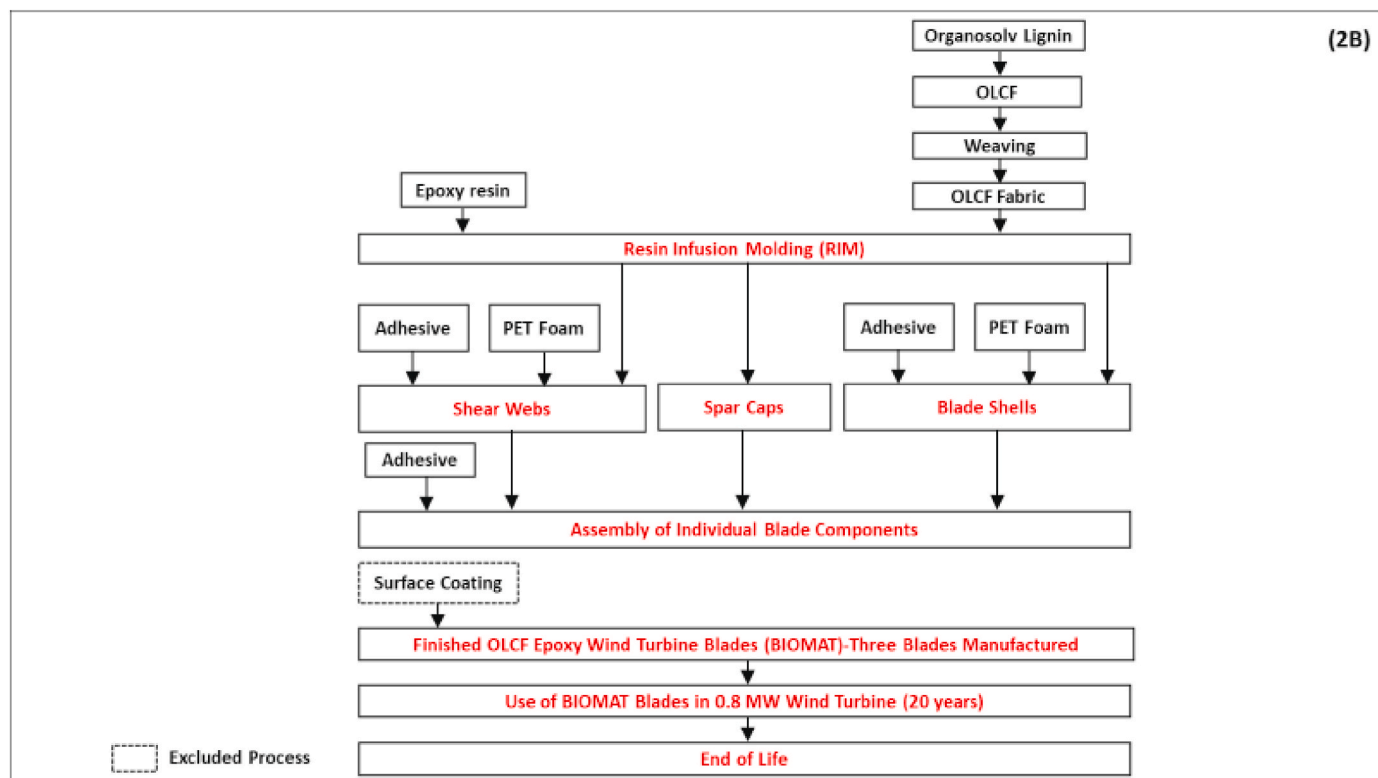 (2B)
Organosolv Lignin
OLCF
Weaving
Epoxy resin
OLCF Fabric
Resin Infusion Molding (RIM)
Adhesive
PET Foam
Adhesive
PET Foam
Shear Webs
Spar Caps
Blade Shells
Adhesive
Assembly of Individual Blade Components
Surface Coating
Finished OLCF Epoxy Wind Turbine Blades (BIOMAT)-Three Blades Manufactured
Use of BIOMAT Blades in 0.8 MW Wind Turbine (20 years)
End of Life
Excluded Process